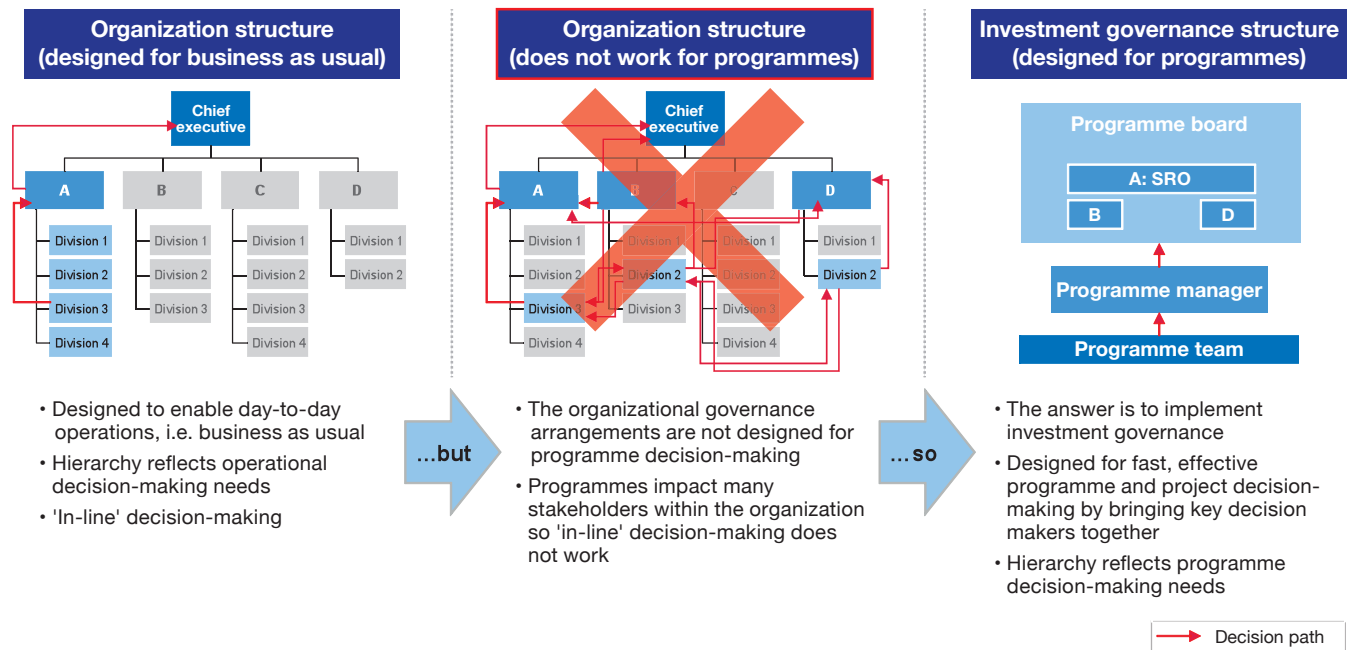 Organization structure
(designed for business as usual)
Chief
executive
A
B
C
D
Division 1
Division 1
Division 1
Division 1
Division 2
Division 2
Division 2
Division 2
Division 3
Division 3
Division 3
Division 4
Division 4
• Designed to enable day-to-day
operations, i.e. business as usual
• Hierarchy reflects operational
decision-making needs
• 'In-line' decision-making
...but
Organization structure
(does not work for programmes)
Chief
executive
A
B
C
D
Division 1
Division 1
Division 1
Division 1
Division 2
Division 2
Division 2
Division 2
Division 3
Division 3
Division 3
Division 4
Division 4
• The organizational governance
arrangements are not designed for
programme decision-making
• Programmes impact many
stakeholders within the organization
so 'in-line' decision-making does
not work
...so
Investment governance structure
(designed for programmes)
Programme board
A: SRO
B
D
Programme manager
Programme team
• The answer is to implement
investment governance
• Designed for fast, effective
programme and project decision-
making by bringing key decision
makers together
• Hierarchy reflects programme
decision-making needs
Decision path